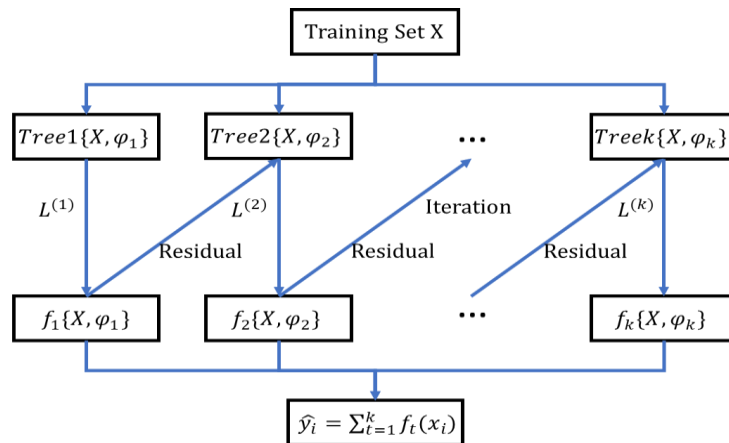 Training Set X
Tree1{X, φ₁}
Tree2{X, φ₂}
...
Treek{X, φₖ}
L⁽¹⁾
L⁽²⁾
Iteration
L⁽ᵏ⁾
Residual
Residual
Residual
f₁{X, φ₁}
f₂{X, φ₂}
...
fₖ{X, φₖ}
ŷᵢ = ∑ᵏₜ₌₁ fₜ(xᵢ)